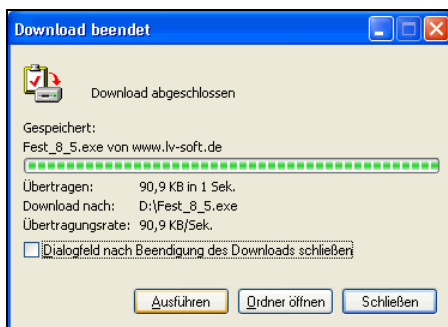 Download beendet
Download abgeschlossen
Gespeichert:
Fest_8_5.exe von www.lv-soft.de
Übertragen: 90,9 KB in 1 Sek.
Download nach: D:\Fest_8_5.exe
Übertragungsrate: 90,9 KB/Sek.
Dialogfeld nach Beendigung des Downloads schließen
Ausführen Ordner öffnen Schließen